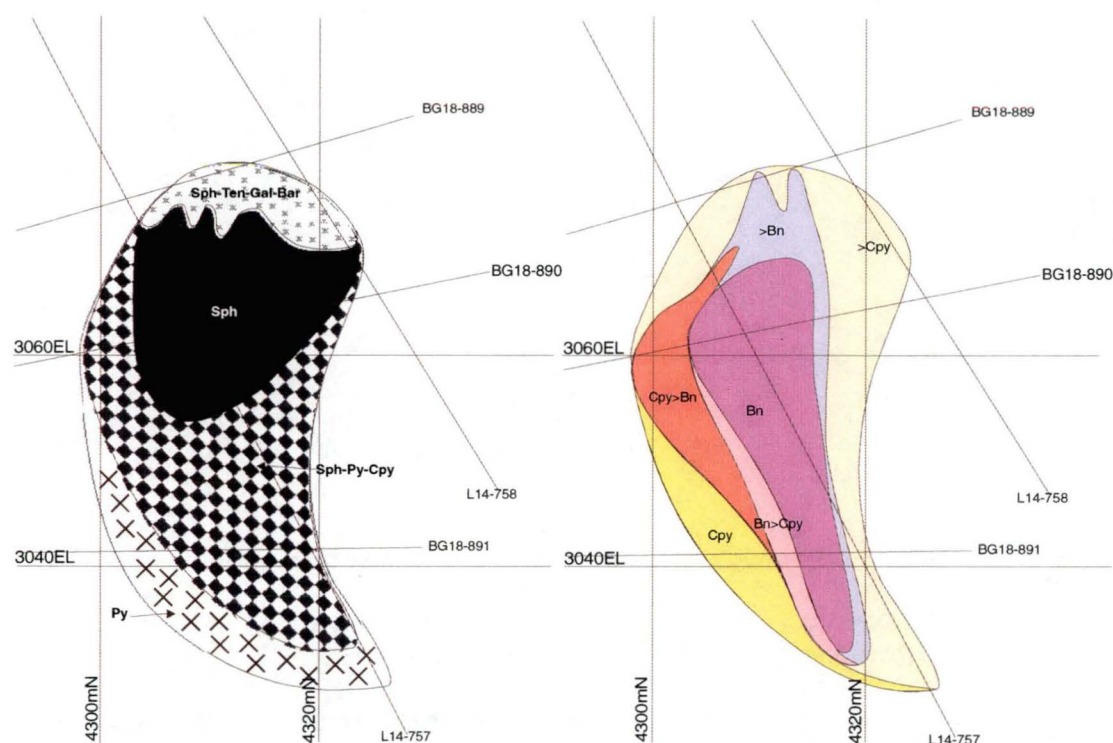 BG18-889
Sph-Ten-Gal-Bar
BG18-890
Sph
3060EL
Sph-Py-Cpy
L14-758
BG18-891
3040EL
Py
4300mN
4320mN
L14-757
BG18-889
>Bn
>Cpy
BG18-890
3060EL
Cpy>Bn
Bn
L14-758
Bn>Cpy
Cpy
BG18-891
3040EL
4300mN
4320mN
L14-757